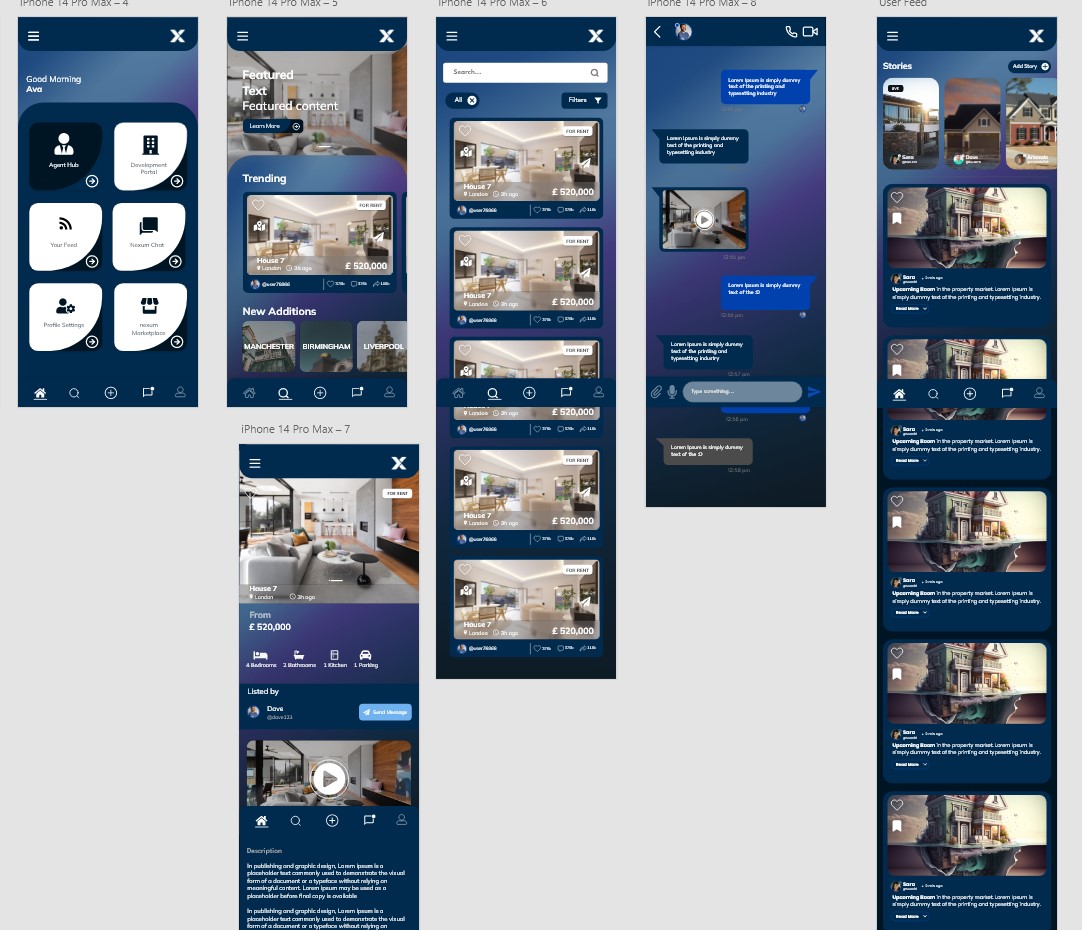 iPhone 14 Pro Max – 4
Good Morning
Ava
Agent Hub
Development
Portal
Your Feed
Nexum Chat
Profile Settings
nexum
Marketplace
iPhone 14 Pro Max – 5
Featured
Text
Featured content
Learn More
Trending
FOR RENT
House 7
London
3h ago
£ 520,000
@user76866
New Additions
MANCHESTER
BIRMINGHAM
LIVERPOOL
iPhone 14 Pro Max – 6
Search...
All
Filters
FOR RENT
House 7
London
3h ago
£ 520,000
@user76866
FOR RENT
House 7
London
3h ago
£ 520,000
@user76866
FOR RENT
£ 520,000
@user76866
FOR RENT
House 7
London
3h ago
£ 520,000
@user76866
FOR RENT
House 7
London
3h ago
£ 520,000
@user76866
iPhone 14 Pro Max – 8
Lorem Ipsum is simply dummy
text of the printing and
typesetting industry
Lorem Ipsum is simply dummy
text of the printing and
typesetting industry
12:55 pm
Lorem Ipsum is simply dummy
text of the :D
12:56 pm
Lorem Ipsum is simply dummy
text of the printing and
typesetting industry
12:57 pm
Type something...
12:58 pm
Lorem Ipsum is simply dummy
text of the :D
12:58 pm
User Feed
Stories
Add Story
LIVE
Sara
Dave
Sara
Upcoming Boom in the property market. Lorem Ipsum is
simply dummy text of the printing and typesetting industry.
Read More
Sara
Upcoming Boom in the property market. Lorem Ipsum is
simply dummy text of the printing and typesetting industry.
Read More
Sara
Upcoming Boom in the property market. Lorem Ipsum is
simply dummy text of the printing and typesetting industry.
Read More
Sara
Upcoming Boom in the property market. Lorem Ipsum is
simply dummy text of the printing and typesetting industry.
Read More
Sara
Upcoming Boom in the property market. Lorem Ipsum is
simply dummy text of the printing and typesetting industry.
Read More
iPhone 14 Pro Max – 7
FOR RENT
House 7
London
3h ago
From
£ 520,000
4 Bedrooms
2 Bathrooms
1 Kitchen
1 Parking
Listed by
Dave
@dave123
Send Message
Description
In publishing and graphic design, Lorem ipsum is a
placeholder text commonly used to demonstrate the visual
form of a document or a typeface without relying on
meaningful content. Lorem ipsum may be used as a
placeholder before final copy is available
In publishing and graphic design, Lorem ipsum is a
placeholder text commonly used to demonstrate the visual
form of a document or a typeface without relying on